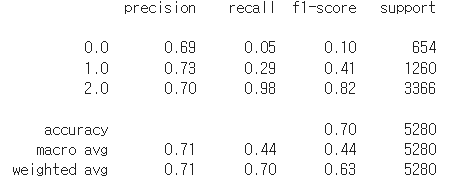 precision recall f1-score support
0.0 0.69 0.05 0.10 654
1.0 0.73 0.29 0.41 1260
2.0 0.70 0.98 0.82 3366
accuracy 0.70 5280
macro avg 0.71 0.44 0.44 5280
weighted avg 0.71 0.70 0.63 5280